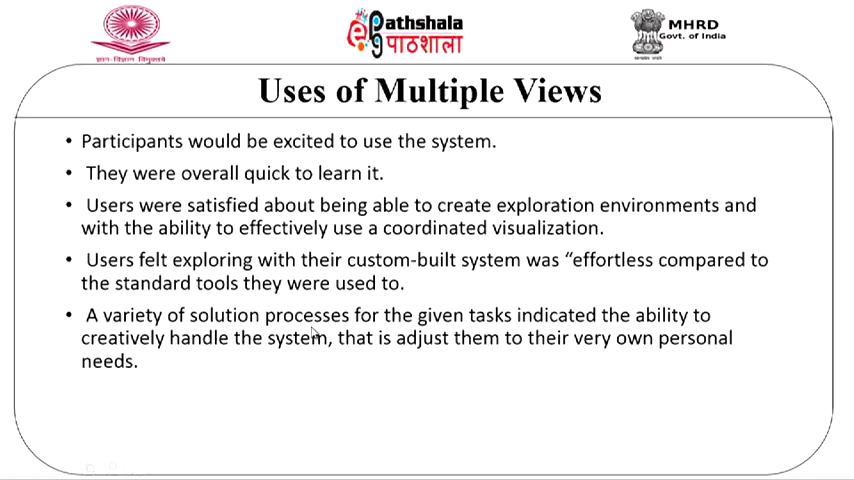 ज्ञान-विज्ञान विमुक्तये
ePathshala
पाठशाला
MHRD
Govt. of India
Uses of Multiple Views
• Participants would be excited to use the system.
• They were overall quick to learn it.
• Users were satisfied about being able to create exploration environments and
with the ability to effectively use a coordinated visualization.
• Users felt exploring with their custom-built system was “effortless compared to
the standard tools they were used to.
• A variety of solution processes for the given tasks indicated the ability to
creatively handle the system, that is adjust them to their very own personal
needs.